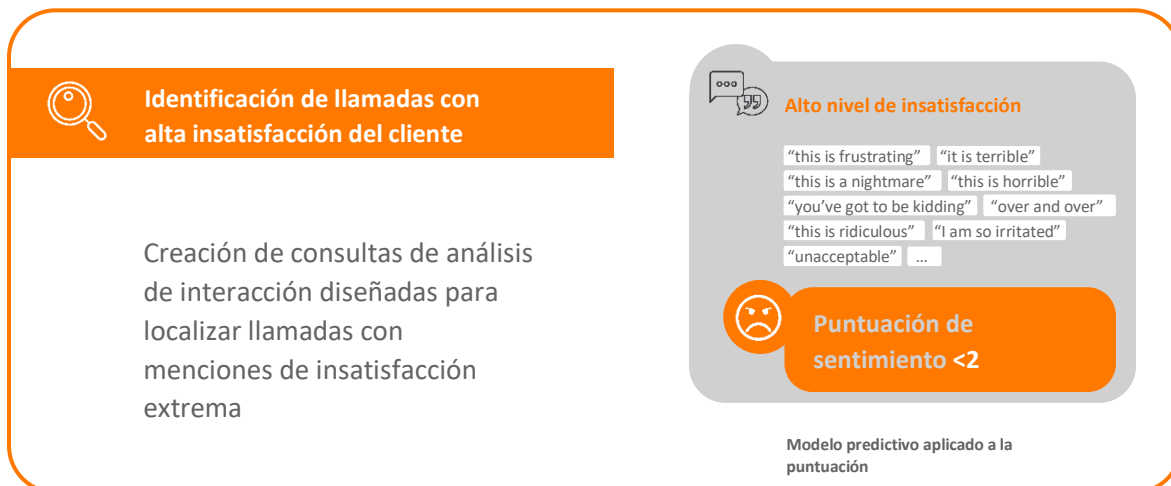 Identificación de llamadas con
alta insatisfacción del cliente
Creación de consultas de análisis
de interacción diseñadas para
localizar llamadas con
menciones de insatisfacción
extrema
Alto nivel de insatisfacción
“this is frustrating” “it is terrible”
“this is a nightmare” “this is horrible”
“you’ve got to be kidding” “over and over”
“this is ridiculous” “I am so irritated”
“unacceptable” ...
Puntuación de
sentimiento <2
Modelo predictivo aplicado a la
puntuación